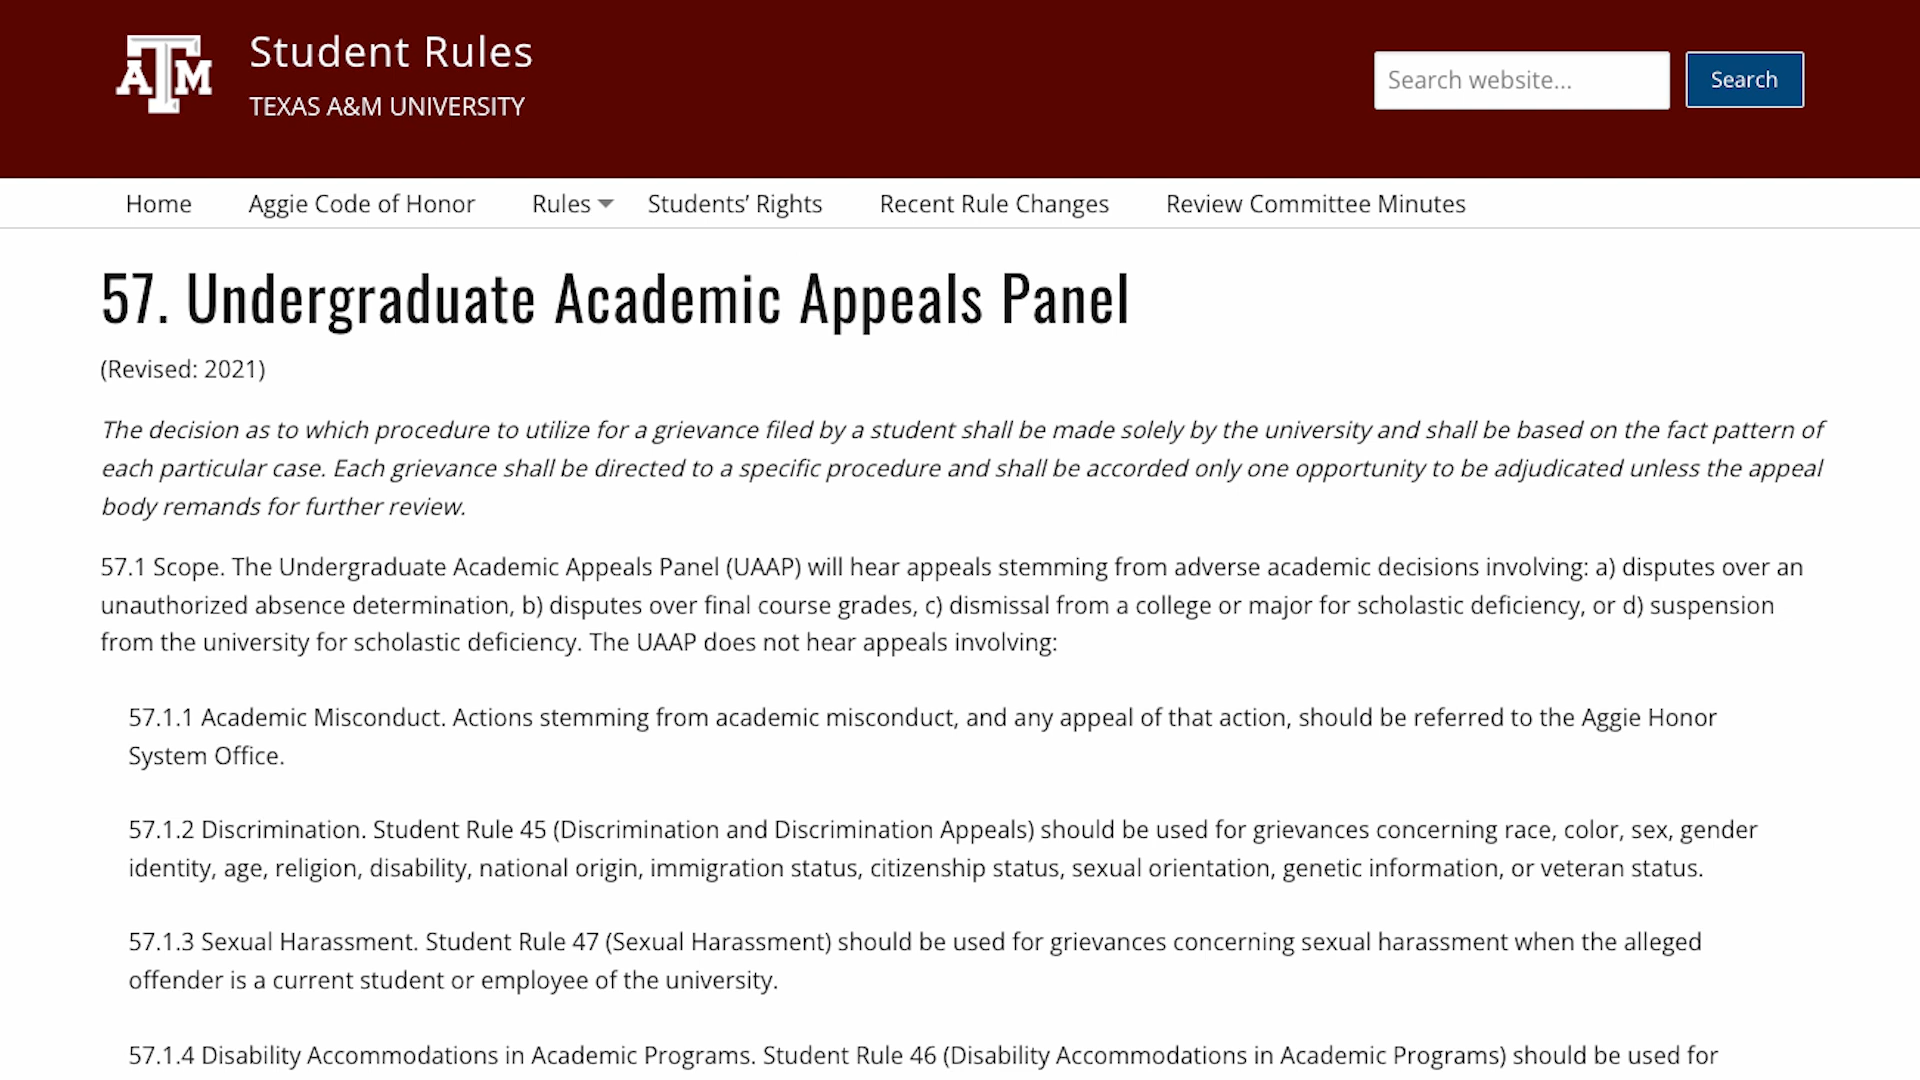 ATM
Student Rules
TEXAS A&M UNIVERSITY
Search website...
Search
Home
Aggie Code of Honor
Rules
Students’ Rights
Recent Rule Changes
Review Committee Minutes
57. Undergraduate Academic Appeals Panel
(Revised: 2021)
The decision as to which procedure to utilize for a grievance filed by a student shall be made solely by the university and shall be based on the fact pattern of
each particular case. Each grievance shall be directed to a specific procedure and shall be accorded only one opportunity to be adjudicated unless the appeal
body remands for further review.
57.1 Scope. The Undergraduate Academic Appeals Panel (UAAP) will hear appeals stemming from adverse academic decisions involving: a) disputes over an
unauthorized absence determination, b) disputes over final course grades, c) dismissal from a college or major for scholastic deficiency, or d) suspension
from the university for scholastic deficiency. The UAAP does not hear appeals involving:
57.1.1 Academic Misconduct. Actions stemming from academic misconduct, and any appeal of that action, should be referred to the Aggie Honor
System Office.
57.1.2 Discrimination. Student Rule 45 (Discrimination and Discrimination Appeals) should be used for grievances concerning race, color, sex, gender
identity, age, religion, disability, national origin, immigration status, citizenship status, sexual orientation, genetic information, or veteran status.
57.1.3 Sexual Harassment. Student Rule 47 (Sexual Harassment) should be used for grievances concerning sexual harassment when the alleged
offender is a current student or employee of the university.
57.1.4 Disability Accommodations in Academic Programs. Student Rule 46 (Disability Accommodations in Academic Programs) should be used for